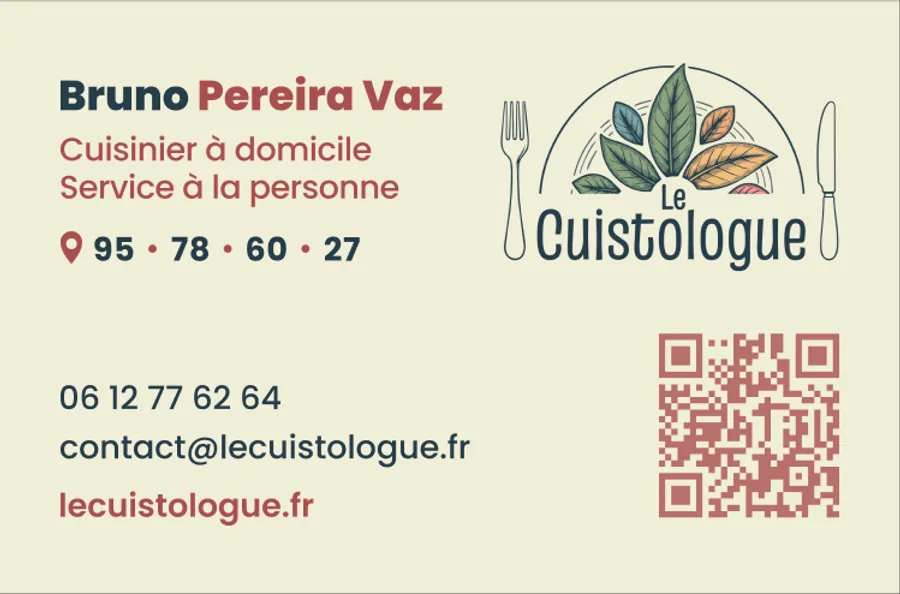 Bruno Pereira Vaz
Cuisinier à domicile
Service à la personne
95 • 78 • 60 • 27
Le
Cuistologue
06 12 77 62 64
contact@lecuistologue.fr
lecuistologue.fr